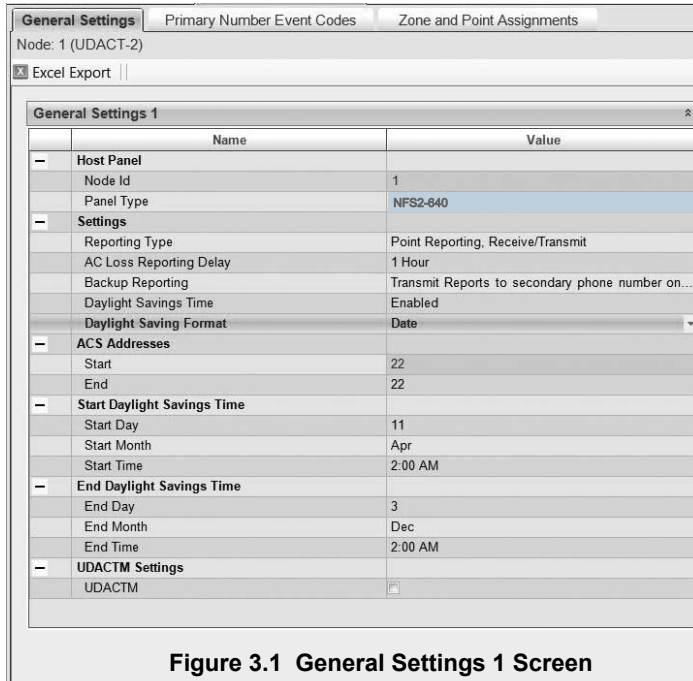 General Settings Primary Number Event Codes Zone and Point Assignments
Node: 1 (UDACT-2)
Excel Export
General Settings 1
Name Value
Host Panel
Node Id 1
Panel Type NFS2-640
Settings
Reporting Type Point Reporting, Receive/Transmit
AC Loss Reporting Delay 1 Hour
Backup Reporting Transmit Reports to secondary phone number on...
Daylight Savings Time Enabled
Daylight Saving Format Date
ACS Addresses
Start 22
End 22
Start Daylight Savings Time
Start Day 11
Start Month Apr
Start Time 2:00 AM
End Daylight Savings Time
End Day 3
End Month Dec
End Time 2:00 AM
UDACTM Settings
UDACTM
Figure 3.1 General Settings 1 Screen